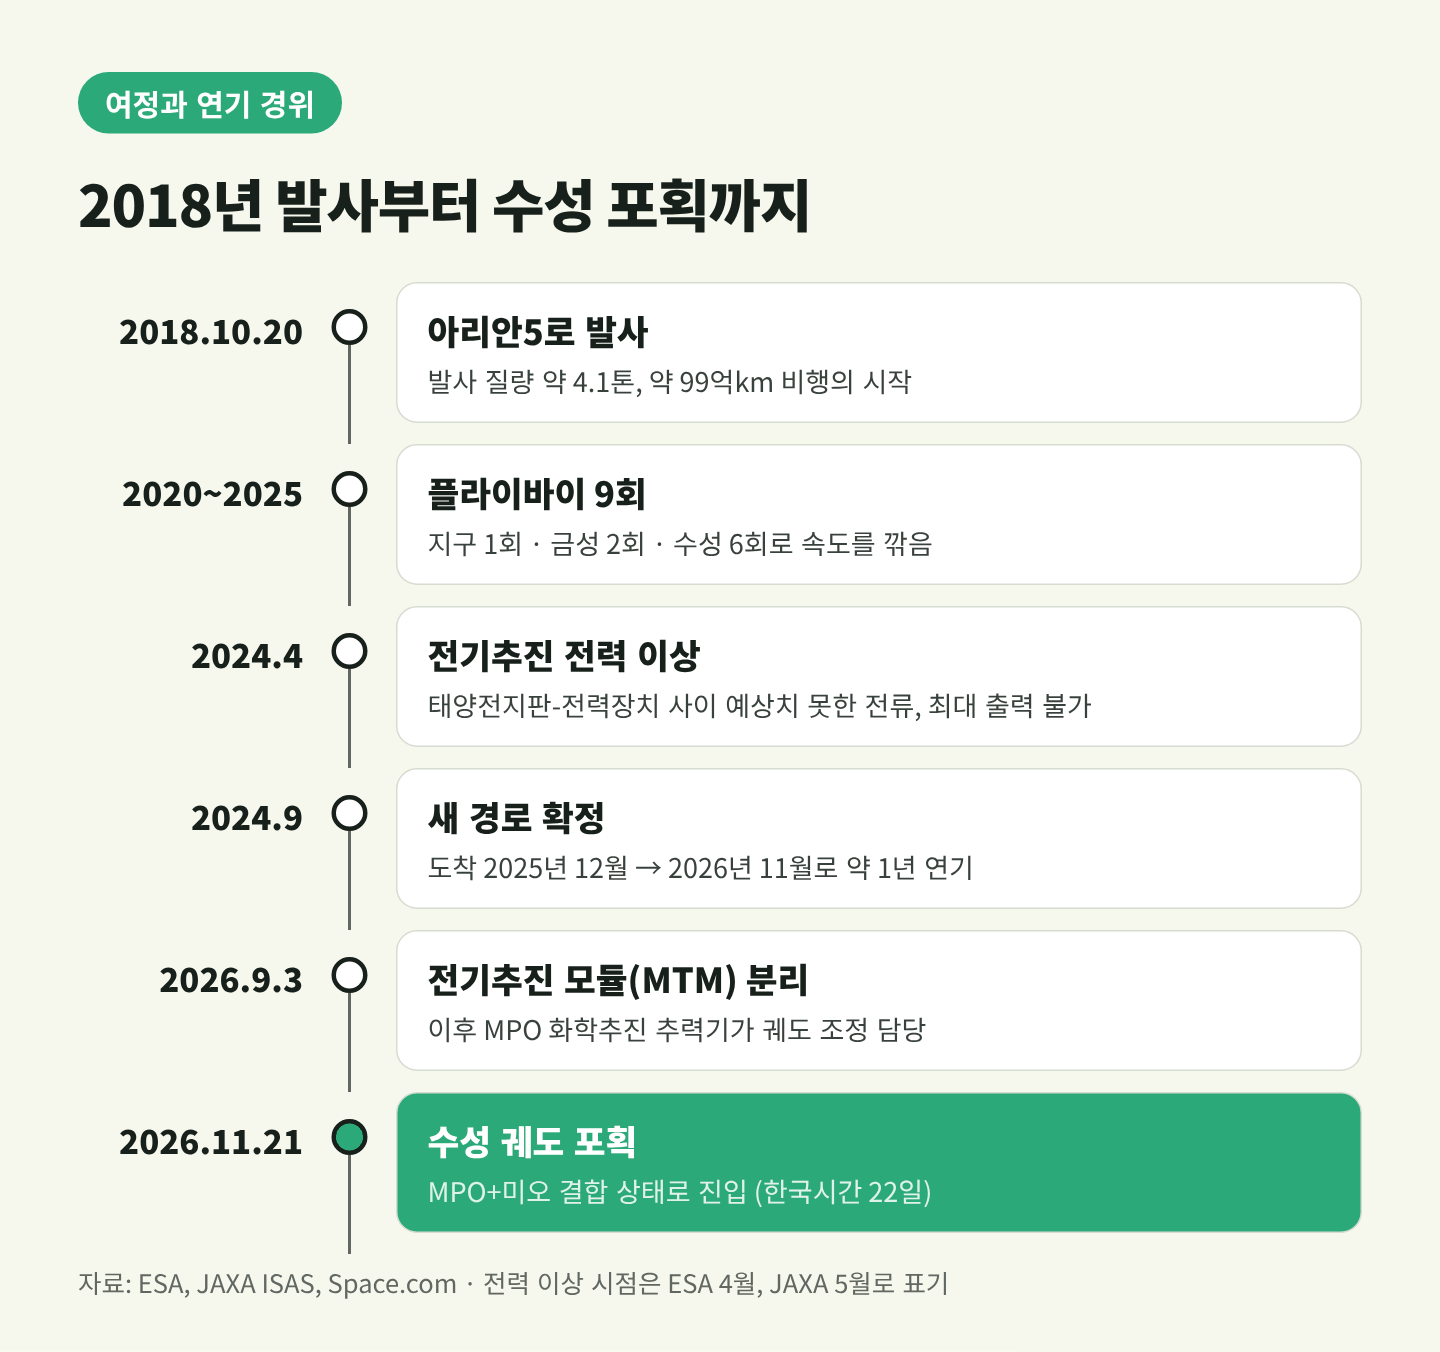 여정과 연기 경위
2018년 발사부터 수성 포획까지
2018.10.20
아리안5로 발사
발사 질량 약 4.1톤, 약 99억km 비행의 시작
2020~2025
플라이바이 9회
지구 1회 · 금성 2회 · 수성 6회로 속도를 깎음
2024.4
전기추진 전력 이상
태양전지판-전력장치 사이 예상치 못한 전류, 최대 출력 불가
2024.9
새 경로 확정
도착 2025년 12월 → 2026년 11월로 약 1년 연기
2026.9.3
전기추진 모듈(MTM) 분리
이후 MPO 화학추진 추력기가 궤도 조정 담당
2026.11.21
수성 궤도 포획
MPO+미오 결합 상태로 진입 (한국시간 22일)
자료: ESA, JAXA ISAS, Space.com · 전력 이상 시점은 ESA 4월, JAXA 5월로 표기